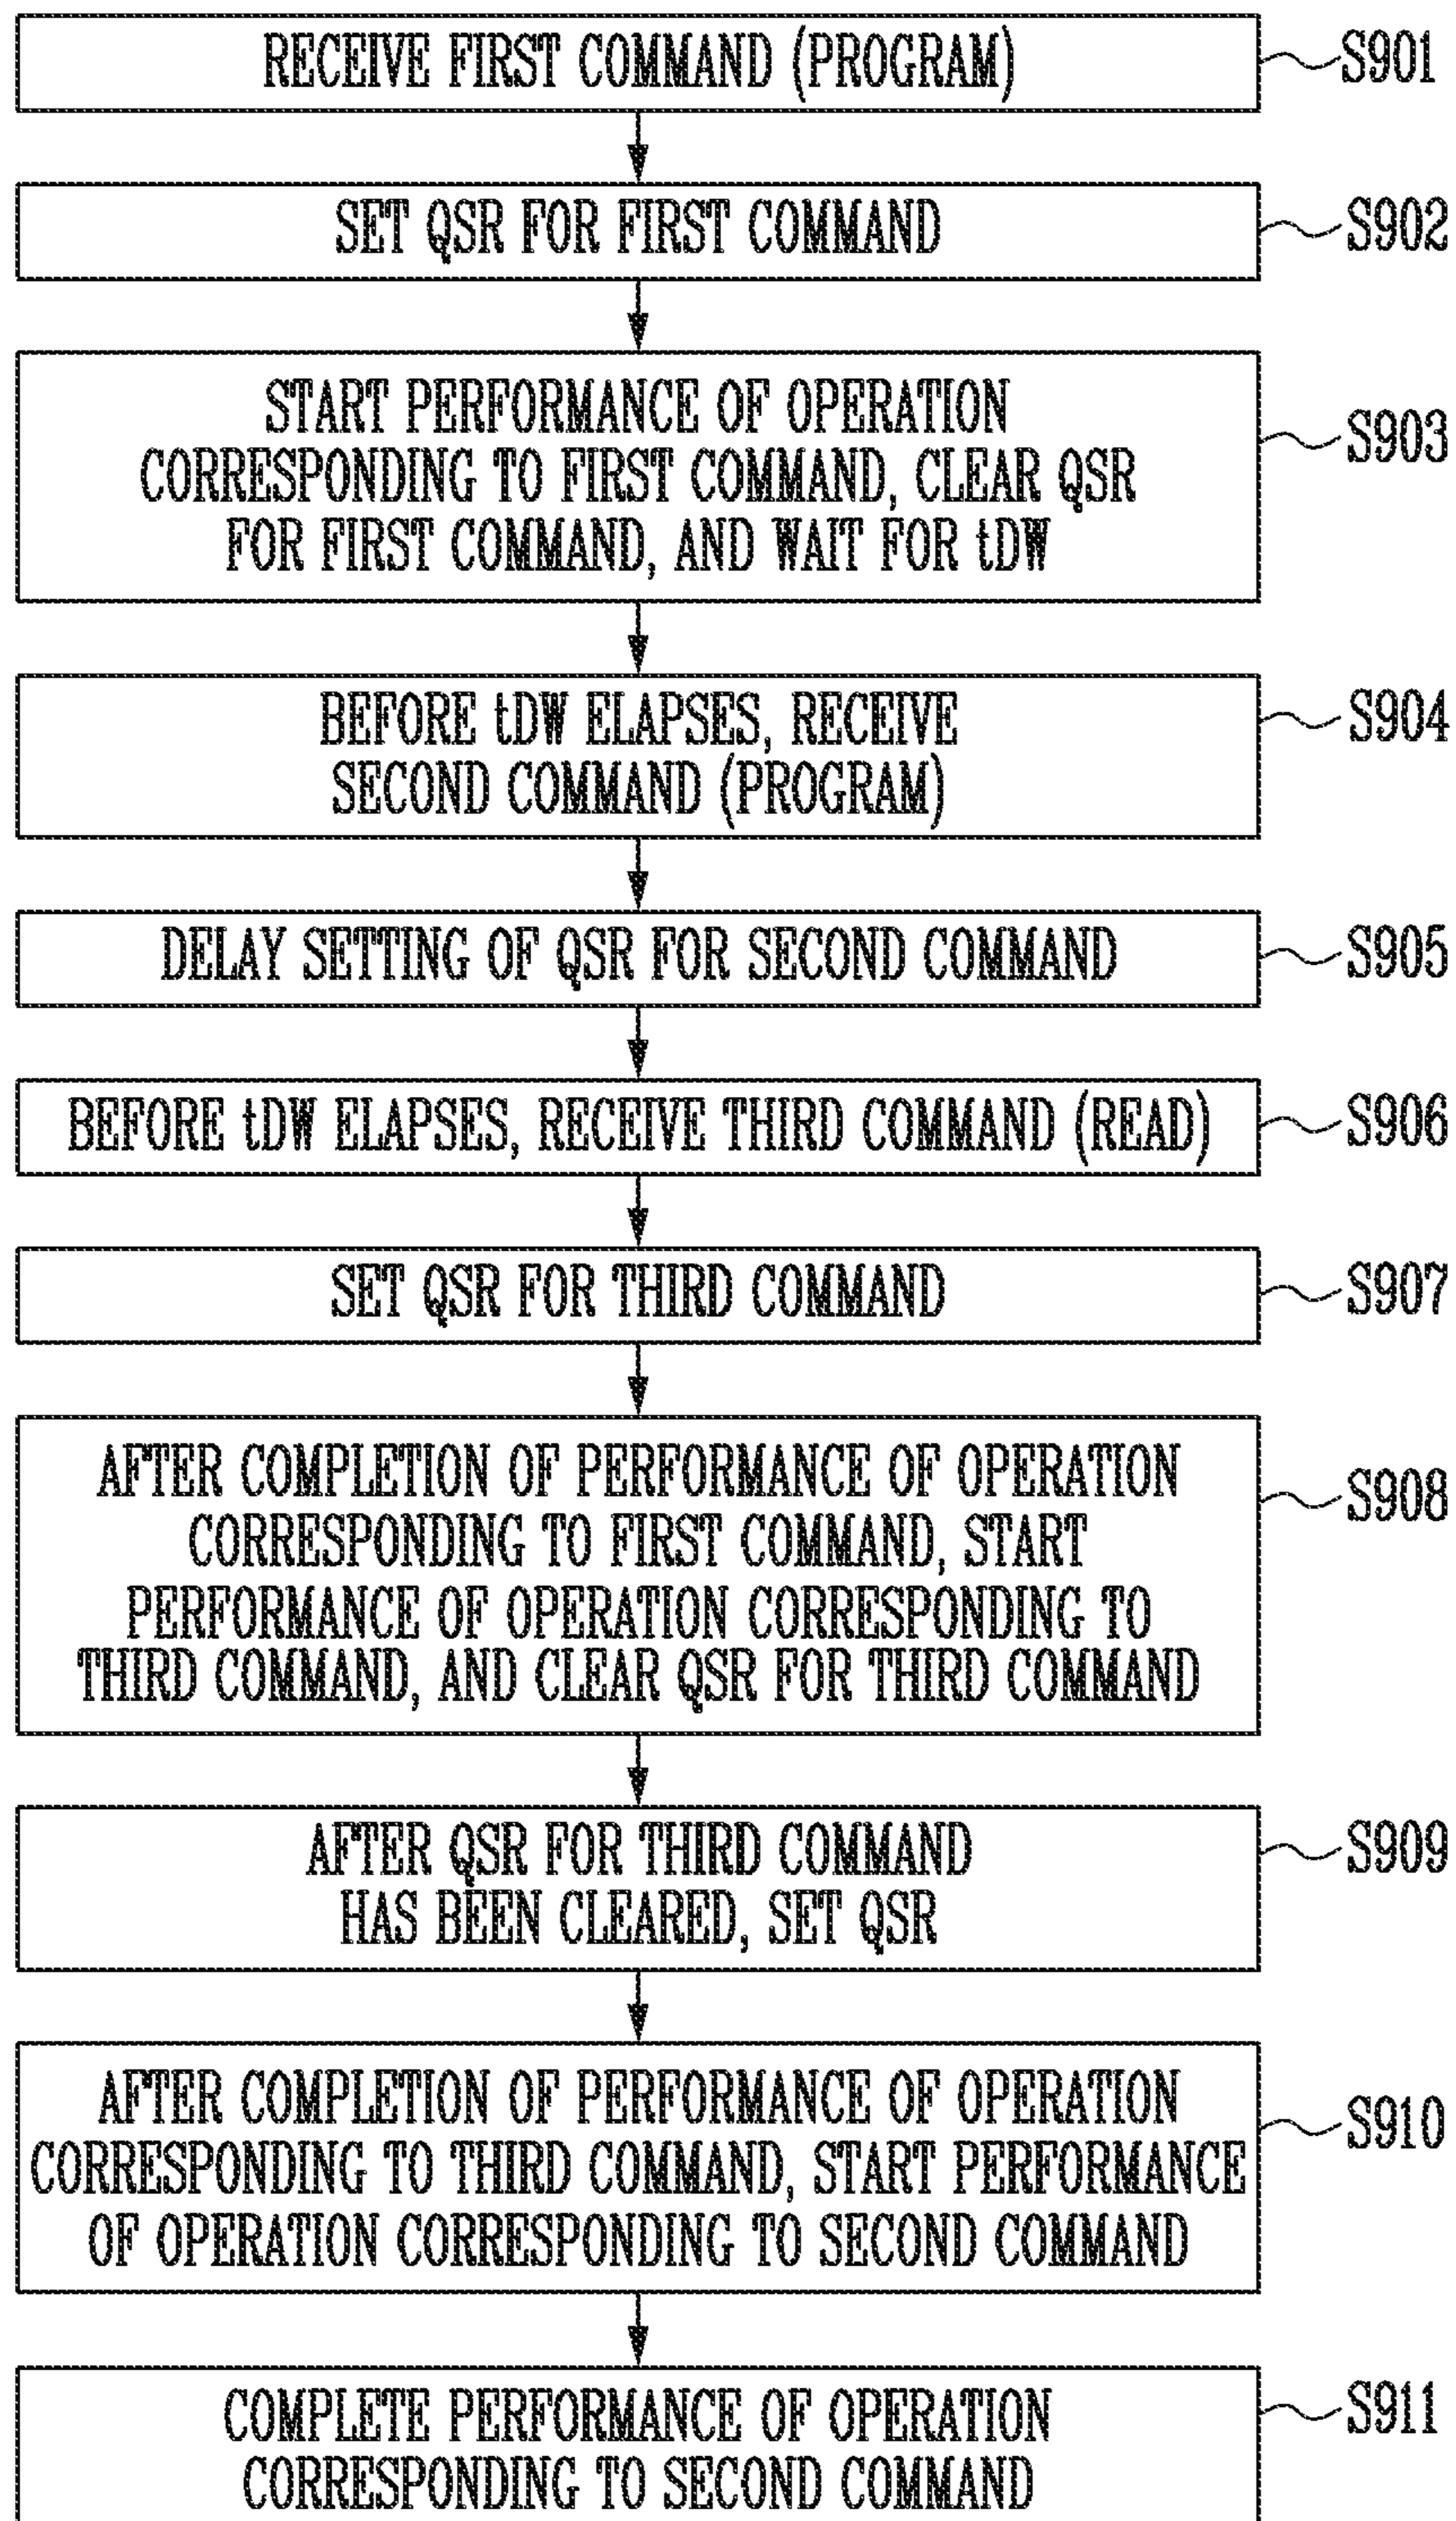 RECEIVE FIRST COMMAND (PROGRAM)
S901
SET QSR FOR FIRST COMMAND
S902
START PERFORMANCE OF OPERATION
CORRESPONDING TO FIRST COMMAND, CLEAR QSR
FOR FIRST COMMAND, AND WAIT FOR tDW
S903
BEFORE tDW ELAPSES, RECEIVE
SECOND COMMAND (PROGRAM)
S904
DELAY SETTING OF QSR FOR SECOND COMMAND
S905
BEFORE tDW ELAPSES, RECEIVE THIRD COMMAND (READ)
S906
SET QSR FOR THIRD COMMAND
S907
AFTER COMPLETION OF PERFORMANCE OF OPERATION
CORRESPONDING TO FIRST COMMAND, START
PERFORMANCE OF OPERATION CORRESPONDING TO
THIRD COMMAND, AND CLEAR QSR FOR THIRD COMMAND
S908
AFTER QSR FOR THIRD COMMAND
HAS BEEN CLEARED, SET QSR
S909
AFTER COMPLETION OF PERFORMANCE OF OPERATION
CORRESPONDING TO THIRD COMMAND, START PERFORMANCE
OF OPERATION CORRESPONDING TO SECOND COMMAND
S910
COMPLETE PERFORMANCE OF OPERATION
CORRESPONDING TO SECOND COMMAND
S911